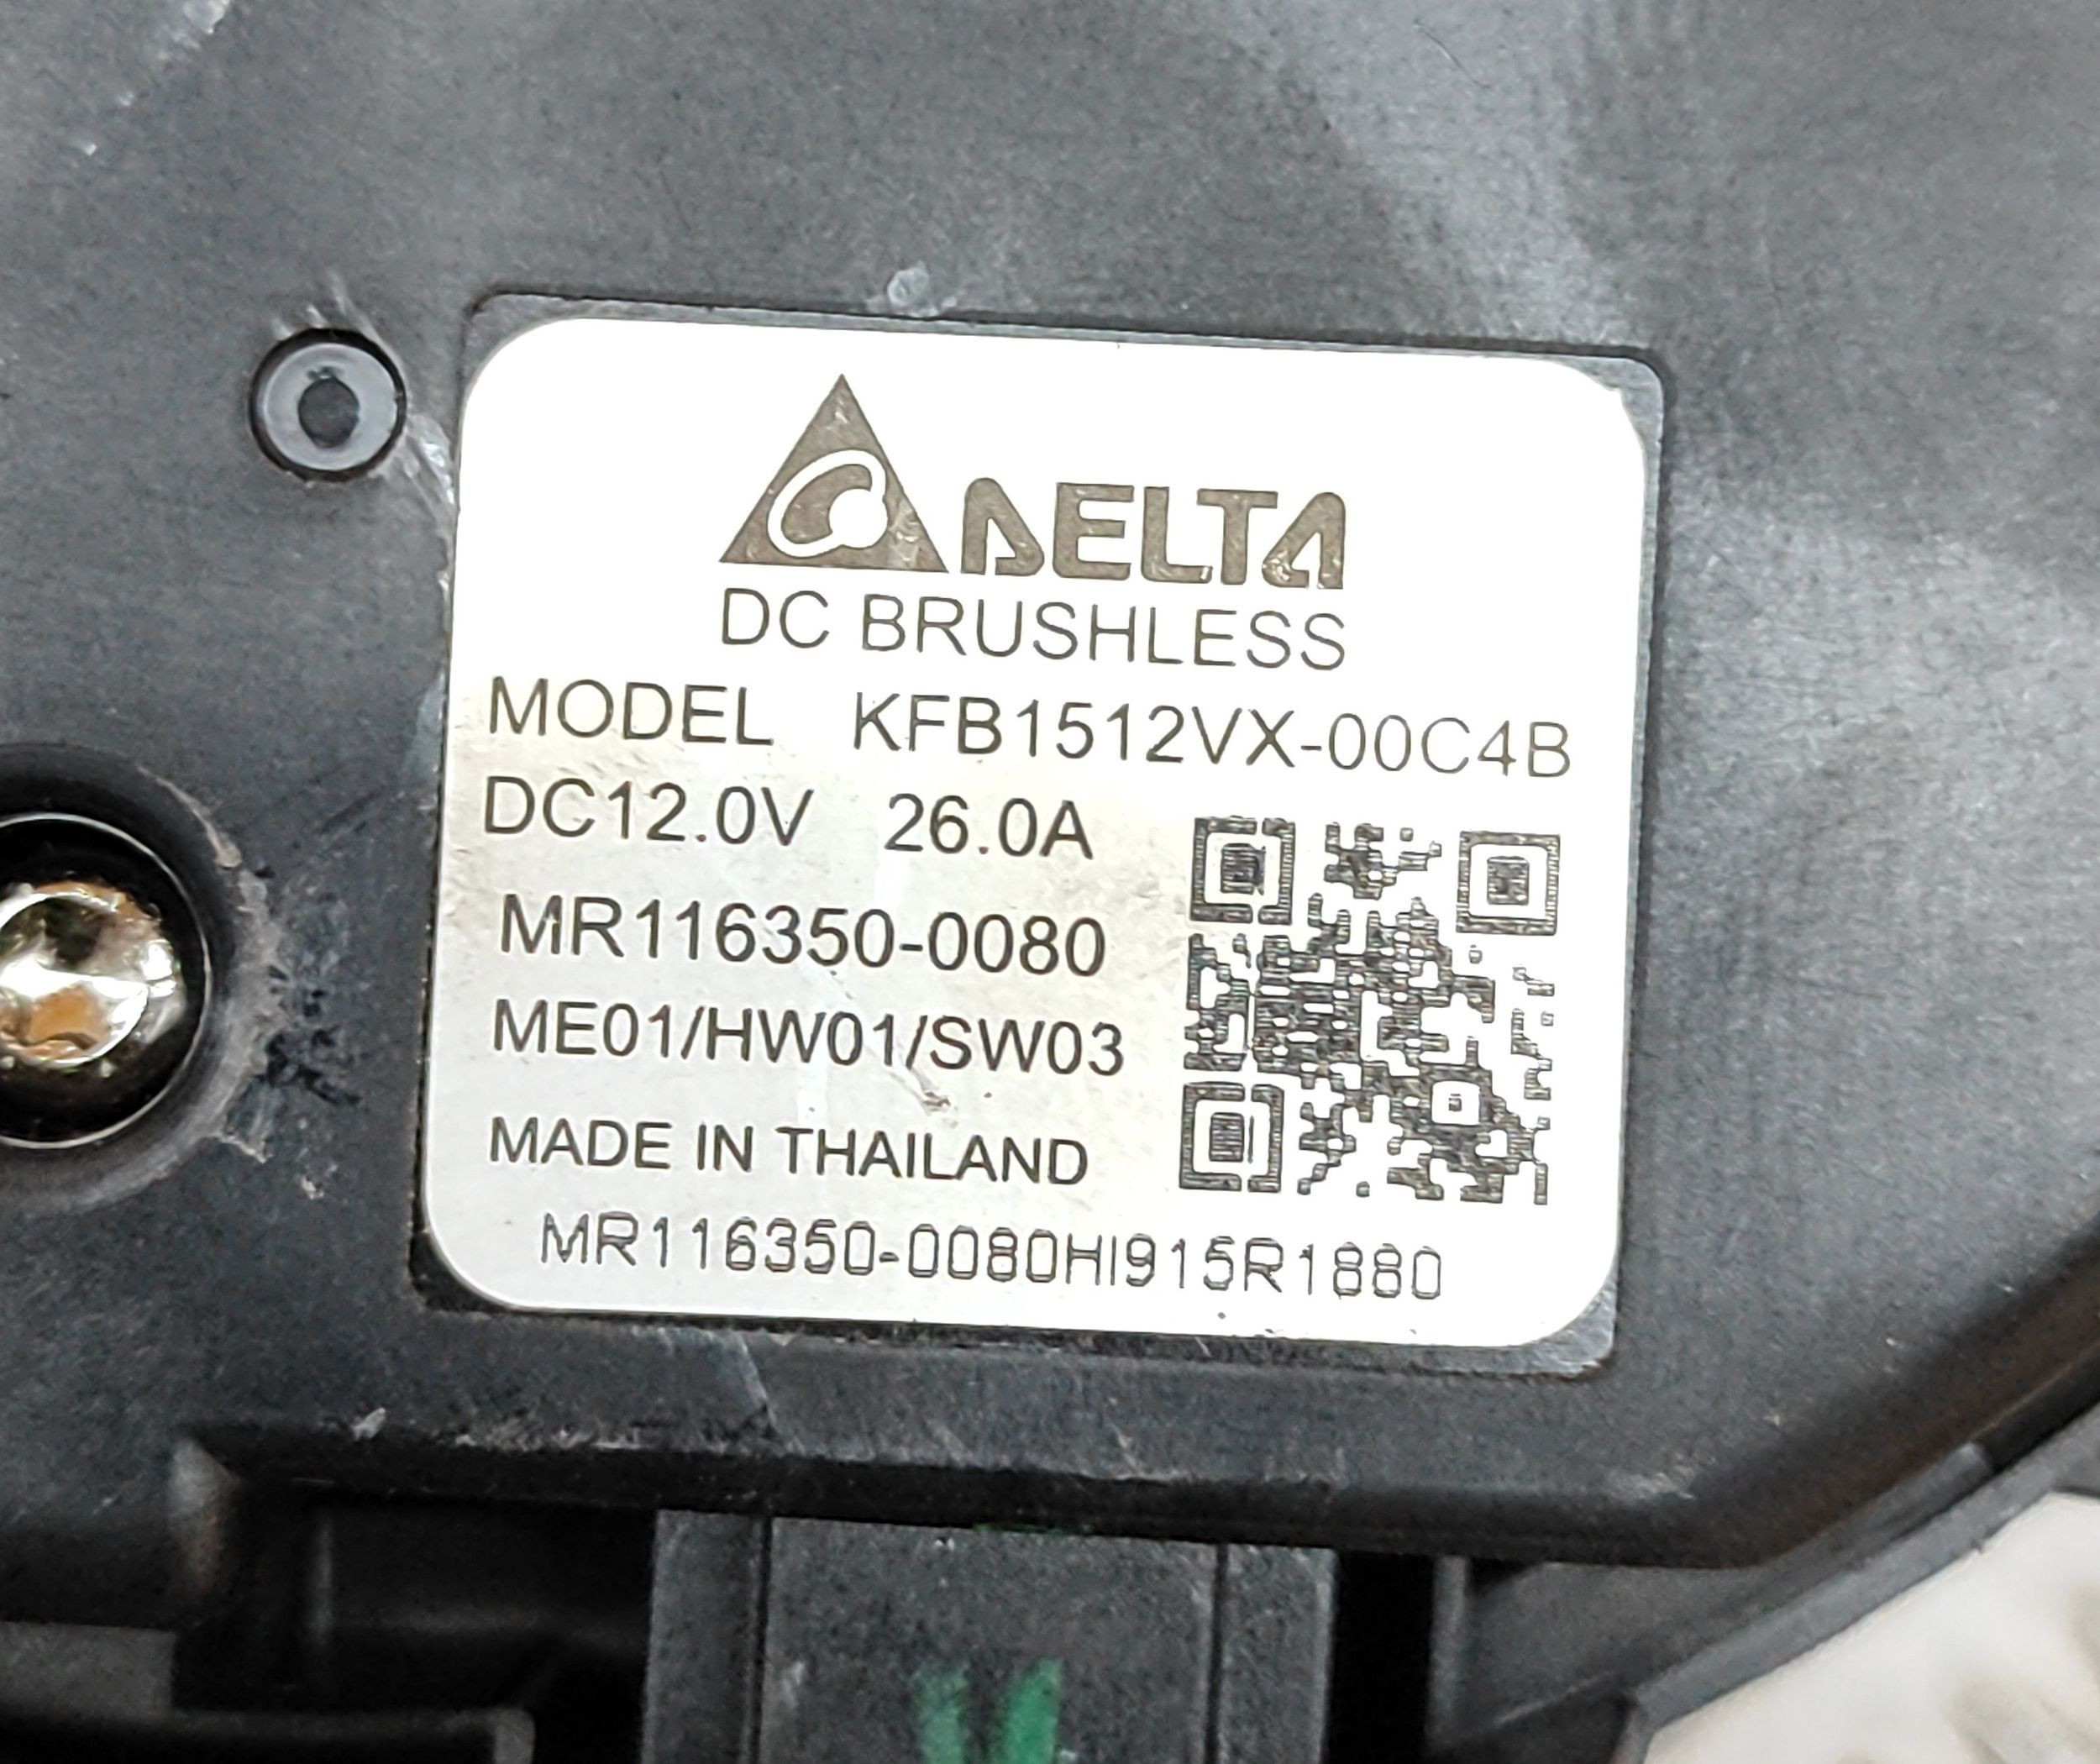 DELTA
DC BRUSHLESS
MODEL KFB1512VX-00C4B
DC12.0V 26.0A
MR116350-0080
ME01/HW01/SW03
MADE IN THAILAND
MR116350-0080HI915R1880